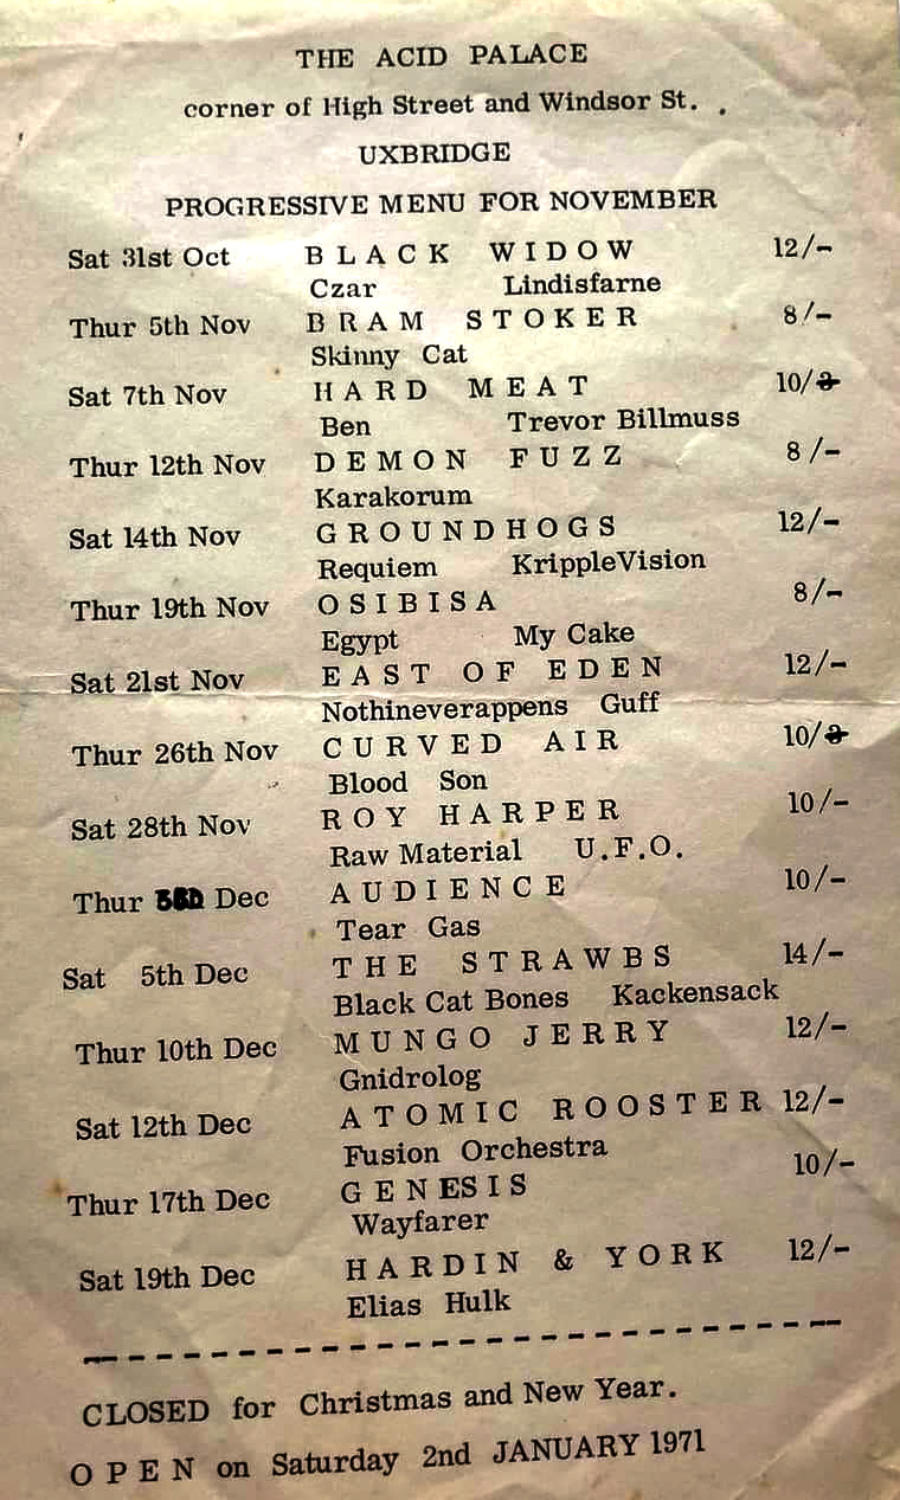 THE ACID PALACE
corner of High Street and Windsor St. .
UXBRIDGE
PROGRESSIVE MENU FOR NOVEMBER
Sat 31st Oct BLACK WIDOW 12/-
Czar Lindisfarne
Thur 5th Nov BRAM STOKER 8/-
Skinny Cat
Sat 7th Nov HARD MEAT 10/-
Ben Trevor Billmuss
Thur 12th Nov DEMON FUZZ 8/-
Karakorum
Sat 14th Nov GROUNDHOGS 12/-
Requiem KrippleVision
Thur 19th Nov OSIBISA 8/-
Egypt My Cake
Sat 21st Nov EAST OF EDEN 12/-
Nothineverappens Guff
Thur 26th Nov CURVED AIR 10/-
Blood Son
Sat 28th Nov ROY HARPER 10/-
Raw Material U.F.O.
Thur Dec AUDIENCE 10/-
Tear Gas
Sat 5th Dec THE STRAWBS 14/-
Black Cat Bones Kackensack
Thur 10th Dec MUNGO JERRY 12/-
Gnidrolog
Sat 12th Dec ATOMIC ROOSTER 12/-
Fusion Orchestra
Thur 17th Dec GENESIS 10/-
Wayfarer
Sat 19th Dec HARDIN & YORK 12/-
Elias Hulk
CLOSED for Christmas and New Year.
OPEN on Saturday 2nd JANUARY 1971